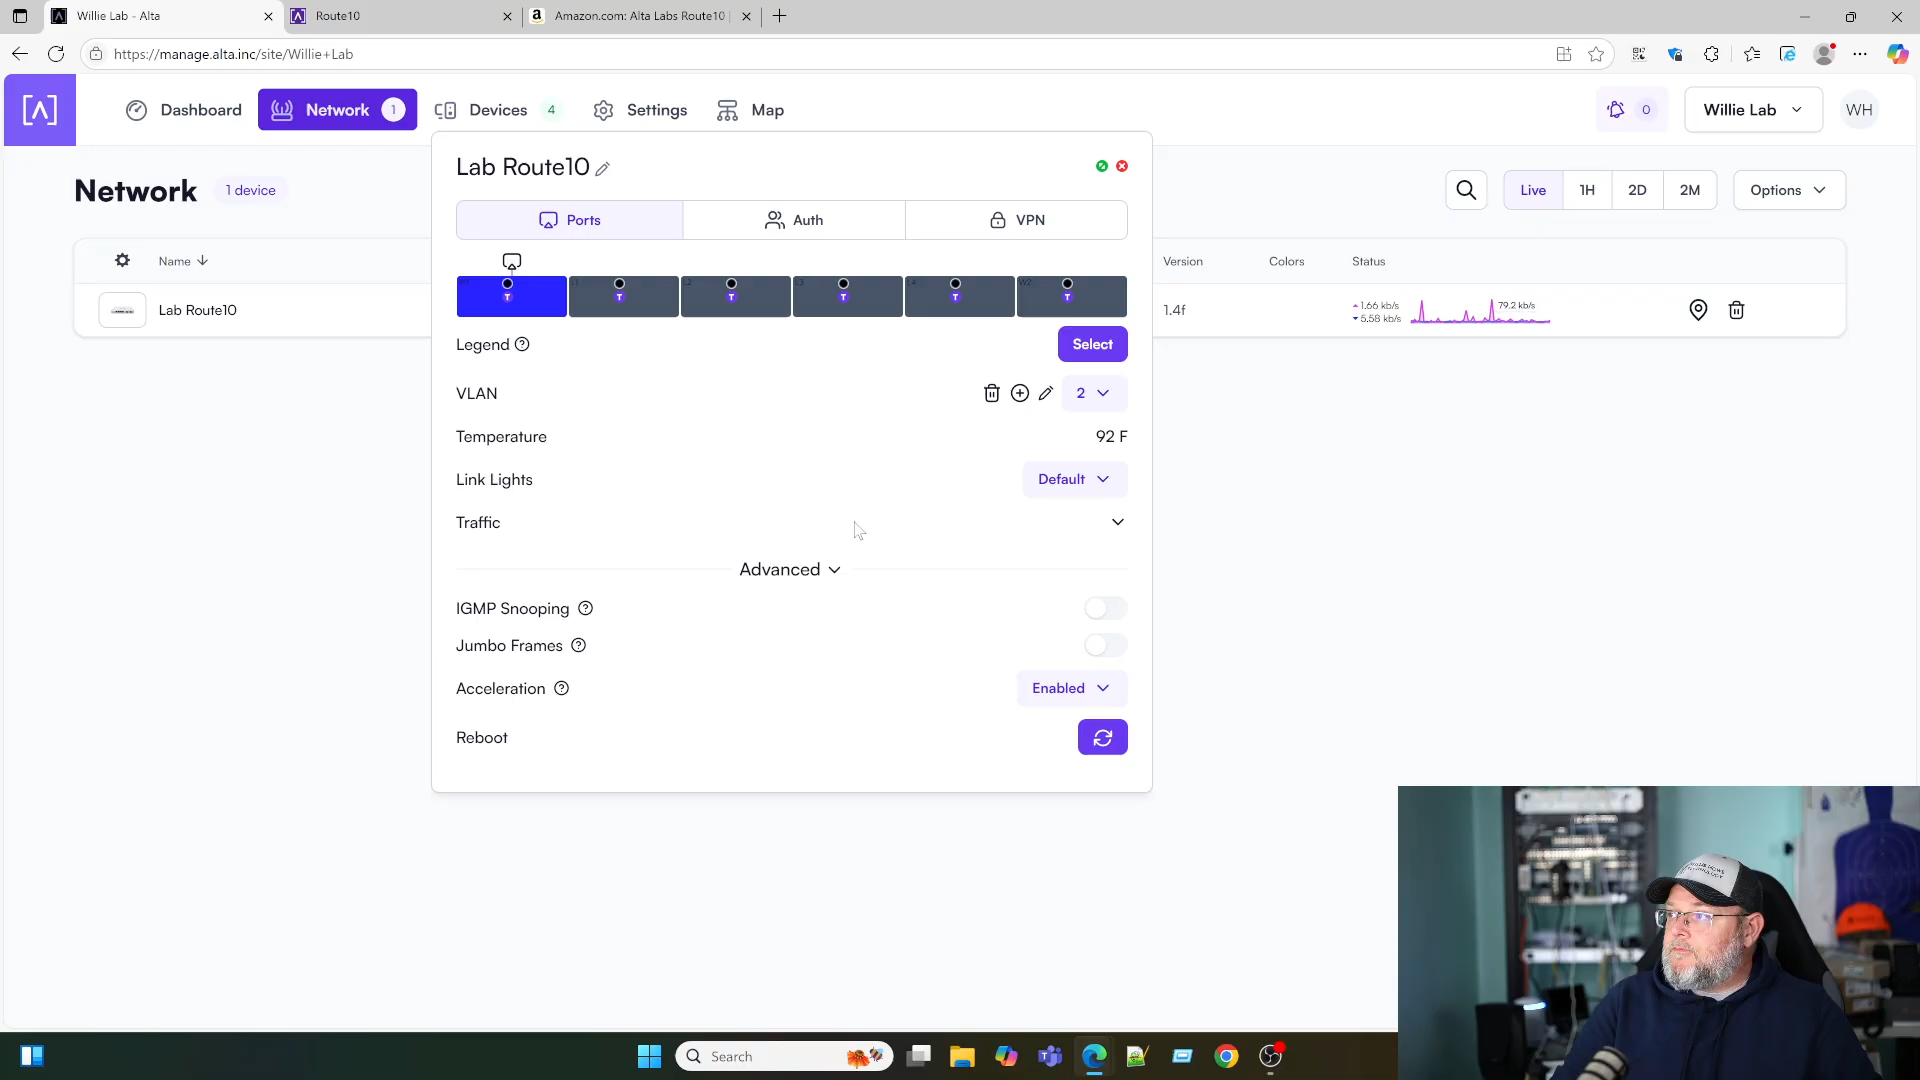 Willie Lab - Alta
Route10
Amazon.com: Alta Labs Route10
https://manage.alta.inc/site/Willie+Lab
Dashboard
Network 1
Devices 4
Settings
Map
0
Willie Lab
WH
Network
1 device
Live
1H
2D
2M
Options
Name
Version
Colors
Status
Lab Route10
1.4f
1.66 kb/s
5.58 kb/s
79.2 kb/s
Lab Route10
Ports
Auth
VPN
T T T T T T
Legend
Select
VLAN
2
Temperature
92 F
Link Lights
Default
Traffic
Advanced
IGMP Snooping
Jumbo Frames
Acceleration
Enabled
Reboot
Search